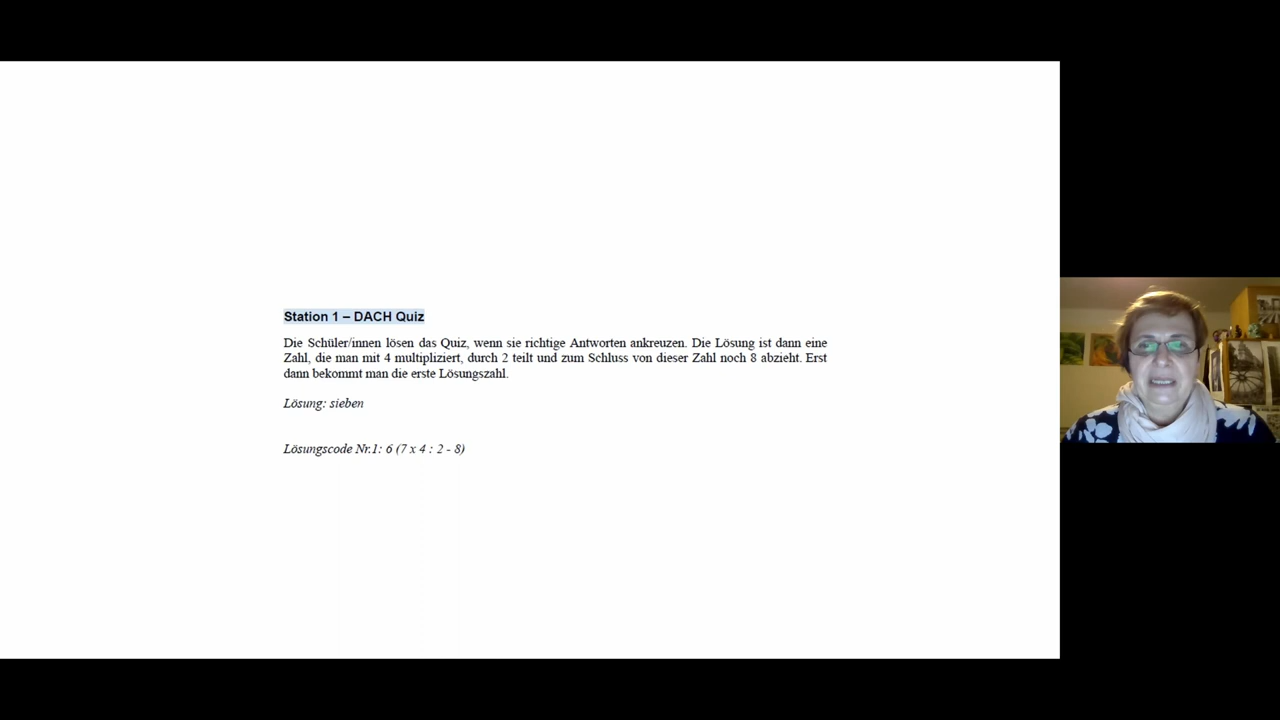 Station 1 – DACH Quiz
Die Schüler/innen lösen das Quiz, wenn sie richtige Antworten ankreuzen. Die Lösung ist dann eine
Zahl, die man mit 4 multipliziert, durch 2 teilt und zum Schluss von dieser Zahl noch 8 abzieht. Erst
dann bekommt man die erste Lösungszahl.
Lösung: sieben
Lösungscode Nr.1: 6 (7 x 4 : 2 - 8)